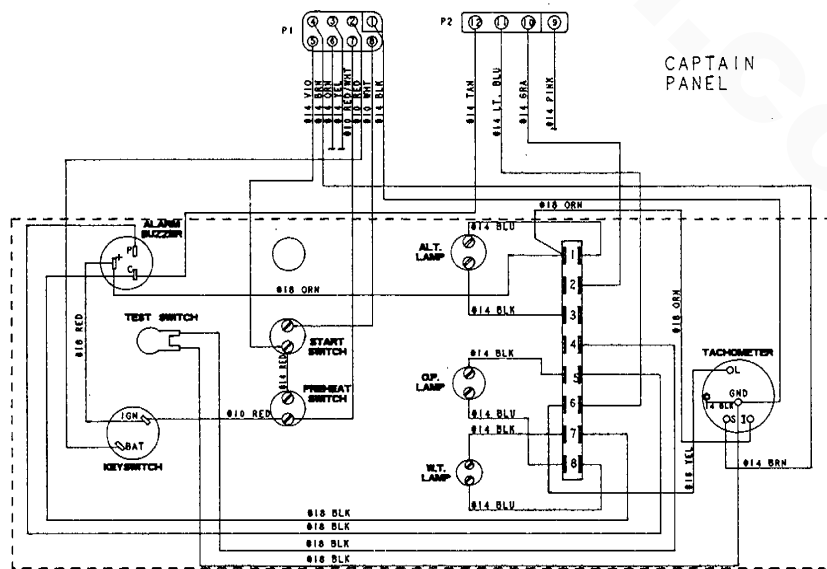 P1
4 3 2 1
5 6 7 8
P2
12 11 10 9
CAPTAIN
PANEL
#14 VIO
#14 BRN
#14 ORN
#14 YEL
#10 RED/WHT
#10 RED
#10 WHT
#14 BLK
#14 TAN
#14 LT. BLU
#14 GRA
#14 PINK
#18 ORN
ALARM
BUZZER
P
+
C
#14 BLU
ALT.
LAMP
1
2
3
4
5
6
7
8
#18 ORN
#14 BLK
#18 ORN
#18 RED
TEST SWITCH
START
SWITCH
#14 RED
PREHEAT
SWITCH
#14 BLK
O.P.
LAMP
#14 BLU
#14 BLK
TACHOMETER
L
GND
14 BLK
S I
IGN
#10 RED
BAT
KEYSWITCH
W.T.
LAMP
#14 BLU
YEL
#14 BRN
#18 BLK
#18 BLK
#18 BLK
#18 BLK